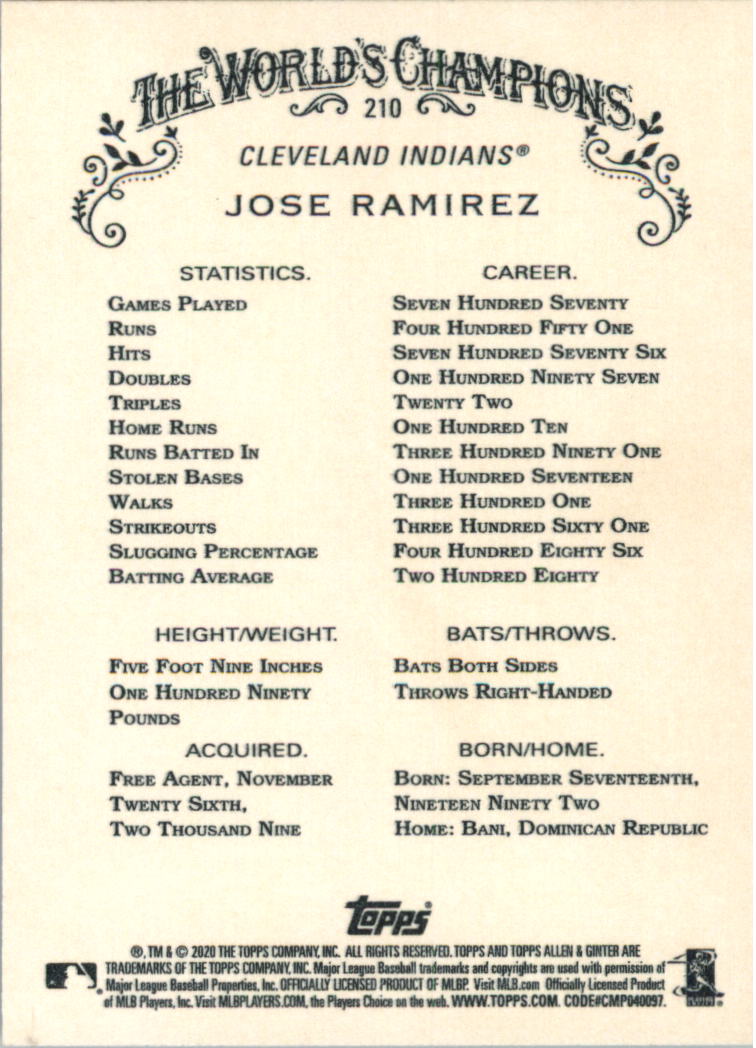 THE WORLD'S CHAMPIONS
210
CLEVELAND INDIANS®
JOSE RAMIREZ
STATISTICS. CAREER.
GAMES PLAYED SEVEN HUNDRED SEVENTY
RUNS FOUR HUNDRED FIFTY ONE
HITS SEVEN HUNDRED SEVENTY SIX
DOUBLES ONE HUNDRED NINETY SEVEN
TRIPLES TWENTY TWO
HOME RUNS ONE HUNDRED TEN
RUNS BATTED IN THREE HUNDRED NINETY ONE
STOLEN BASES ONE HUNDRED SEVENTEEN
WALKS THREE HUNDRED ONE
STRIKEOUTS THREE HUNDRED SIXTY ONE
SLUGGING PERCENTAGE FOUR HUNDRED EIGHTY SIX
BATTING AVERAGE TWO HUNDRED EIGHTY
HEIGHT/WEIGHT.
FIVE FOOT NINE INCHES
ONE HUNDRED NINETY
POUNDS
BATS/THROWS.
BATS BOTH SIDES
THROWS RIGHT-HANDED
ACQUIRED.
FREE AGENT, NOVEMBER
TWENTY SIXTH,
TWO THOUSAND NINE
BORN/HOME.
BORN: SEPTEMBER SEVENTEENTH,
NINETEEN NINETY TWO
HOME: BANI, DOMINICAN REPUBLIC
topps®
®, TM & © 2020 THE TOPPS COMPANY, INC. ALL RIGHTS RESERVED. TOPPS AND TOPPS ALLEN & GINTER ARE
TRADEMARKS OF THE TOPPS COMPANY, INC. Major League Baseball trademarks and copyrights are used with permission of
Major League Baseball Properties, Inc. OFFICIALLY LICENSED PRODUCT OF MLBP. Visit MLB.com Officially Licensed Product
of MLB Players, Inc. Visit MLBPLAYERS.COM, the Players Choice on the web. WWW.TOPPS.COM. CODE#CMP040097.